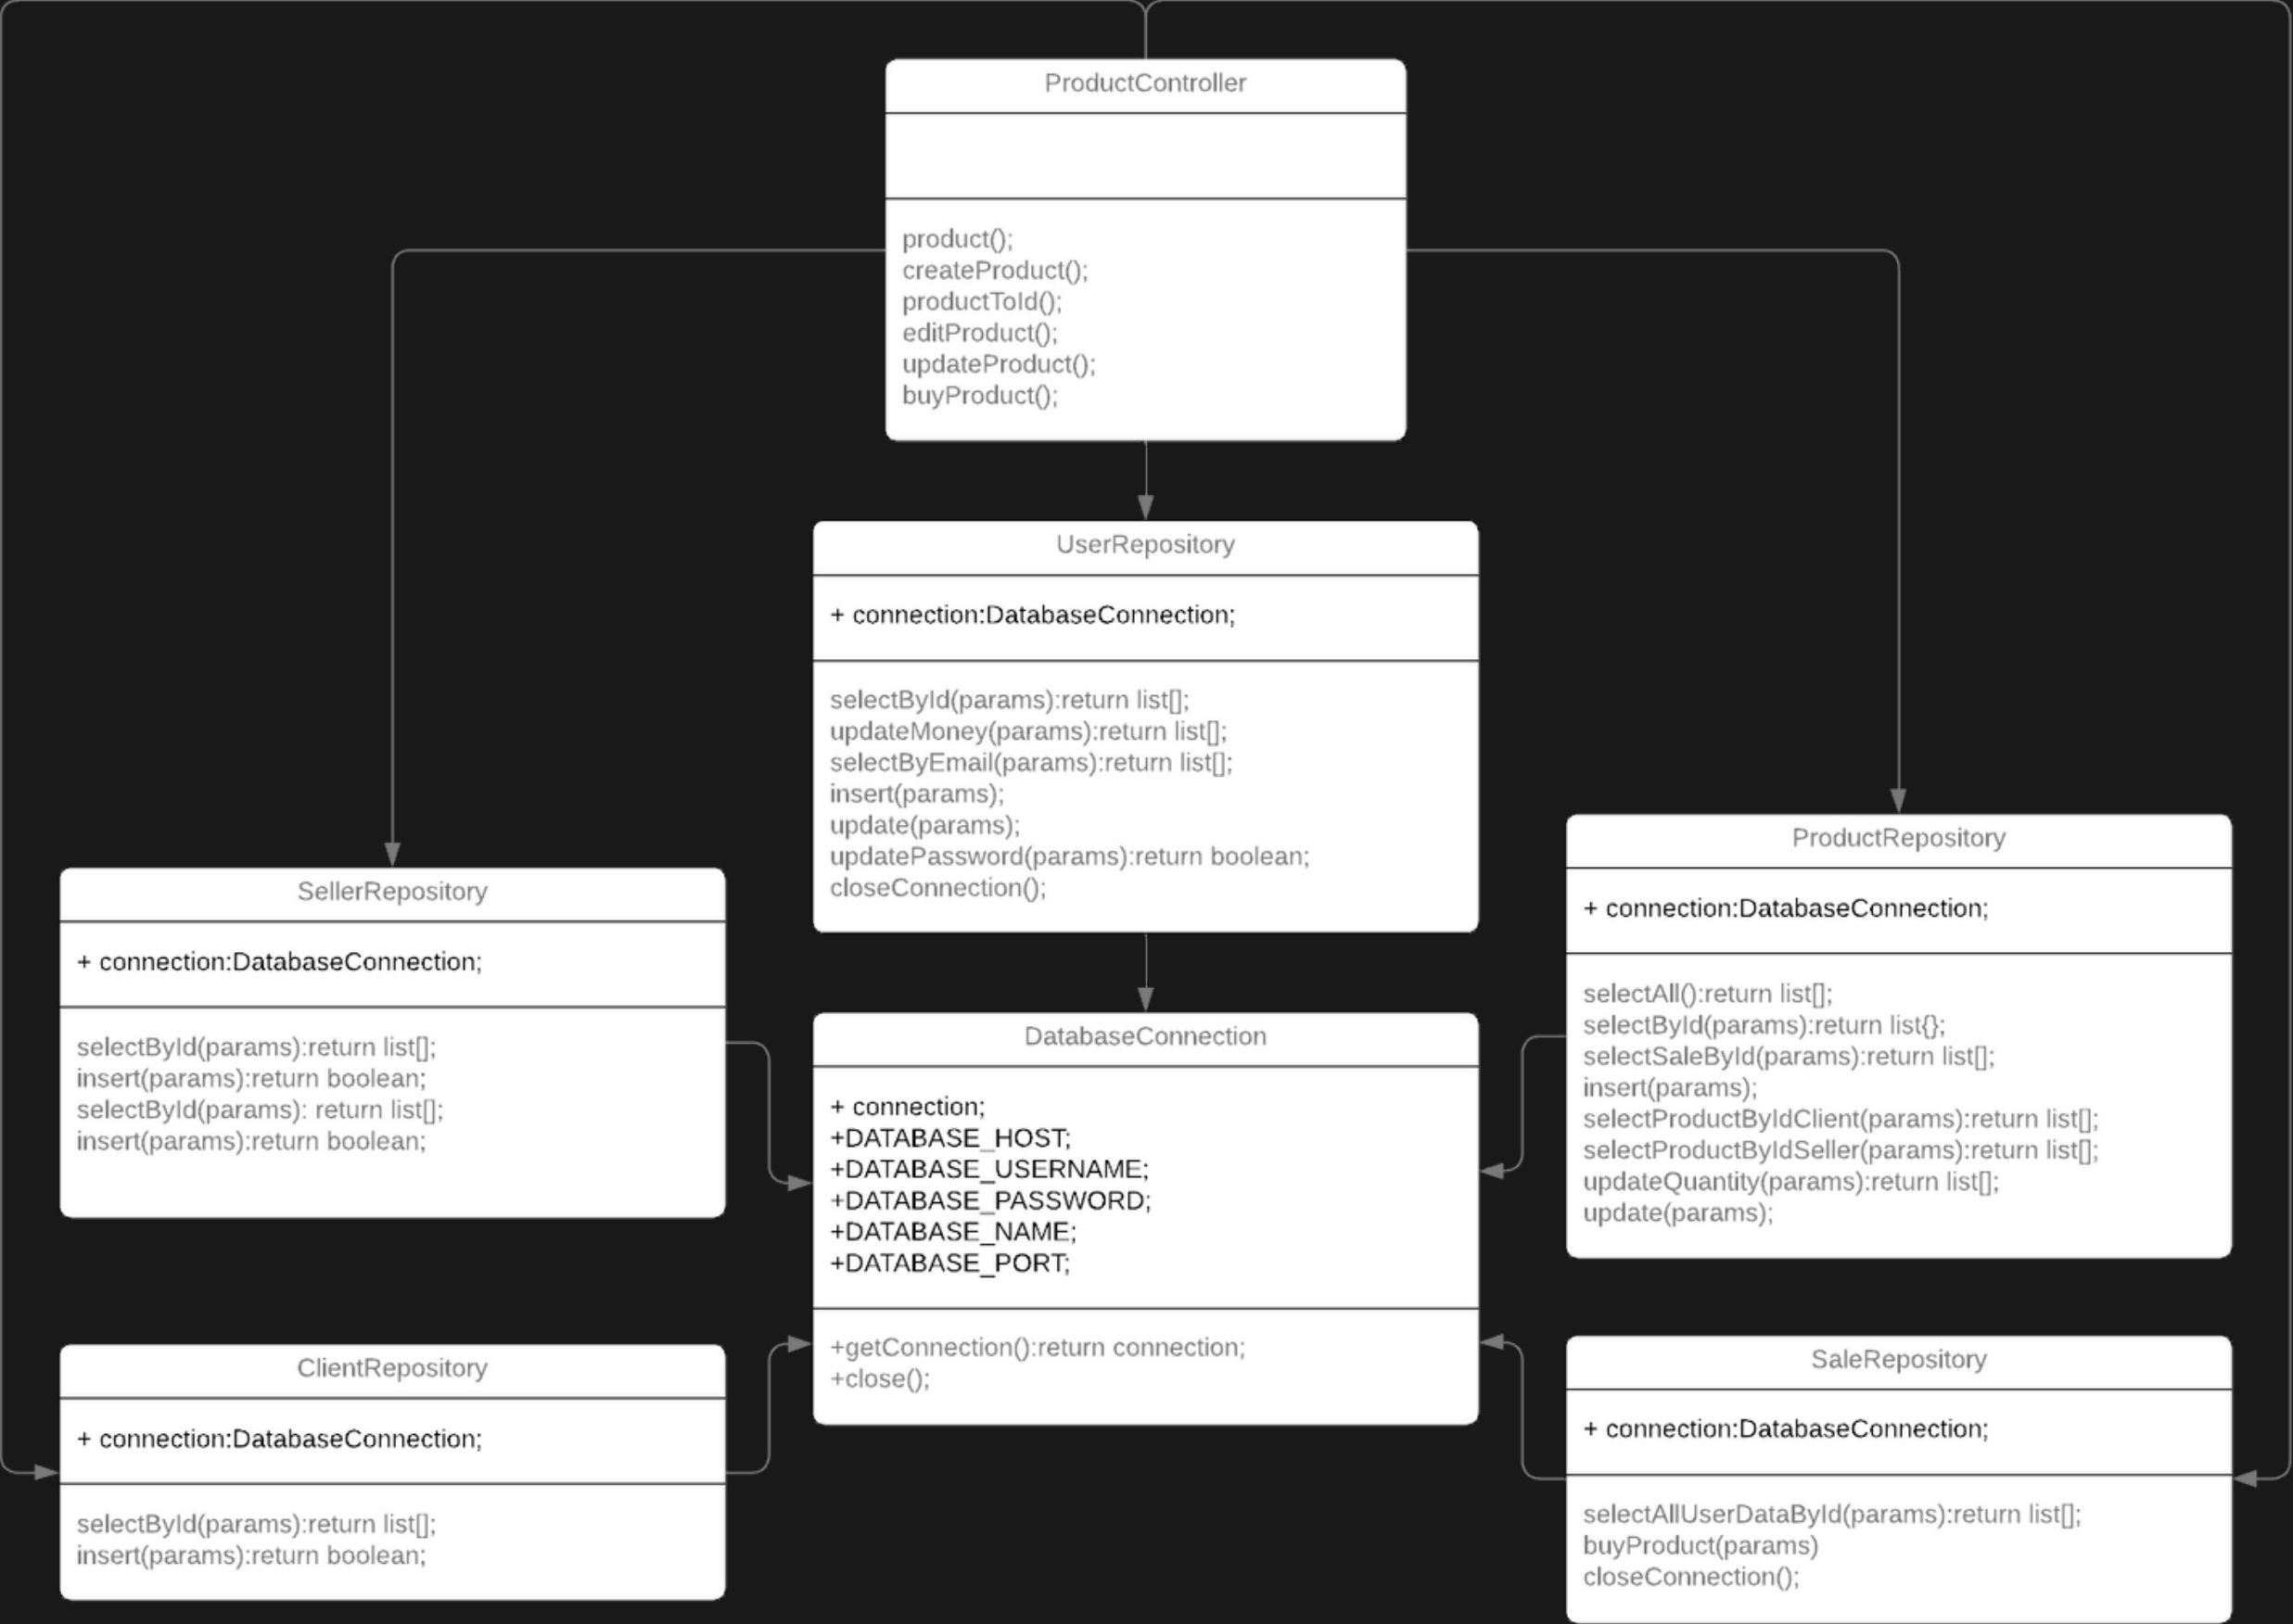 ProductController
product();
createProduct();
productToId();
editProduct();
updateProduct();
buyProduct();
UserRepository
+ connection:DatabaseConnection;
selectById(params):return list[];
updateMoney(params):return list[];
selectByEmail(params):return list[];
insert(params);
update(params);
updatePassword(params):return boolean;
closeConnection();
SellerRepository
+ connection:DatabaseConnection;
selectById(params):return list[];
insert(params):return boolean;
selectById(params): return list[];
insert(params):return boolean;
DatabaseConnection
+ connection;
+DATABASE_HOST;
+DATABASE_USERNAME;
+DATABASE_PASSWORD;
+DATABASE_NAME;
+DATABASE_PORT;
+getConnection():return connection;
+close();
ProductRepository
+ connection:DatabaseConnection;
selectAll():return list[];
selectById(params):return list{};
selectSaleById(params):return list[];
insert(params);
selectProductByIdClient(params):return list[];
selectProductByIdSeller(params):return list[];
updateQuantity(params):return list[];
update(params);
ClientRepository
+ connection:DatabaseConnection;
selectById(params):return list[];
insert(params):return boolean;
SaleRepository
+ connection:DatabaseConnection;
selectAllUserDataById(params):return list[];
buyProduct(params)
closeConnection();